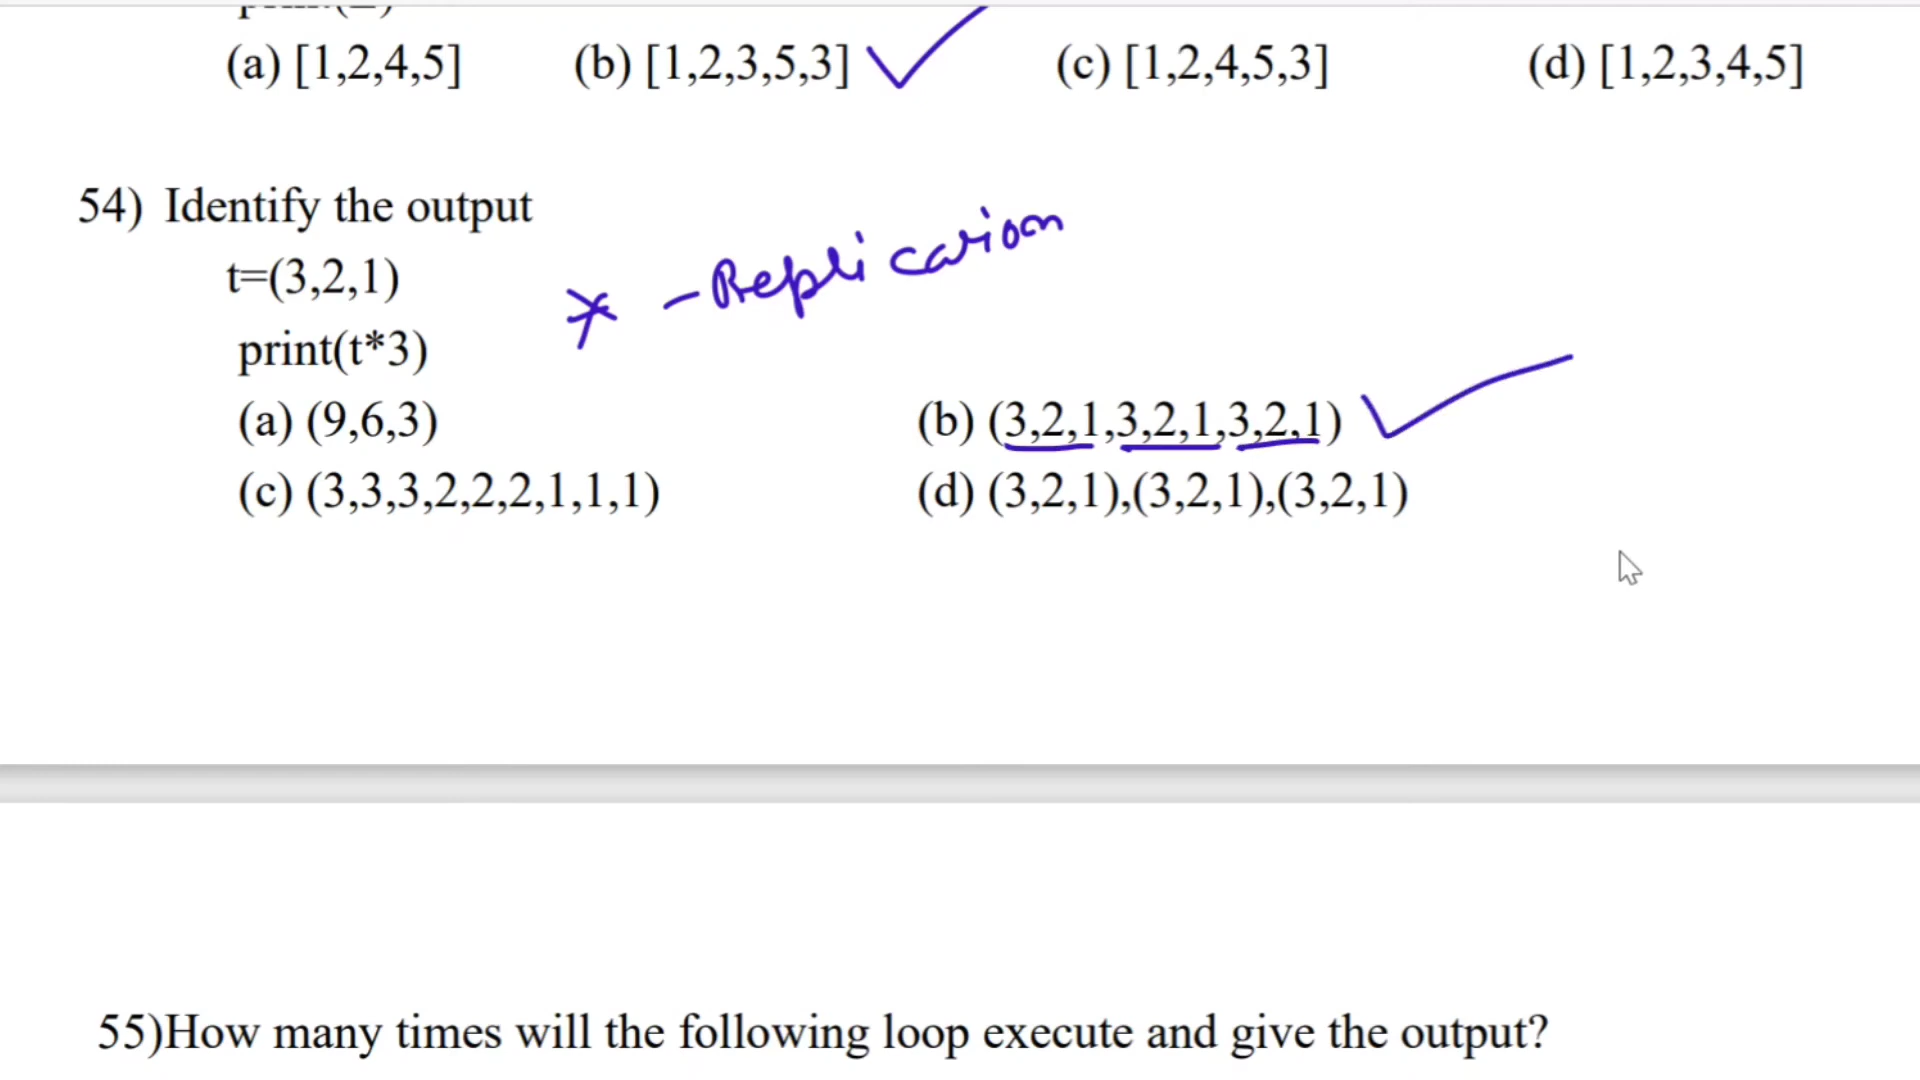 (a) [1,2,4,5] (b) [1,2,3,5,3] (c) [1,2,4,5,3] (d) [1,2,3,4,5]
54) Identify the output
t=(3,2,1)
* - Replication
print(t*3)
(a) (9,6,3) (b) (3,2,1,3,2,1,3,2,1)
(c) (3,3,3,2,2,2,1,1,1) (d) (3,2,1),(3,2,1),(3,2,1)
55)How many times will the following loop execute and give the output?